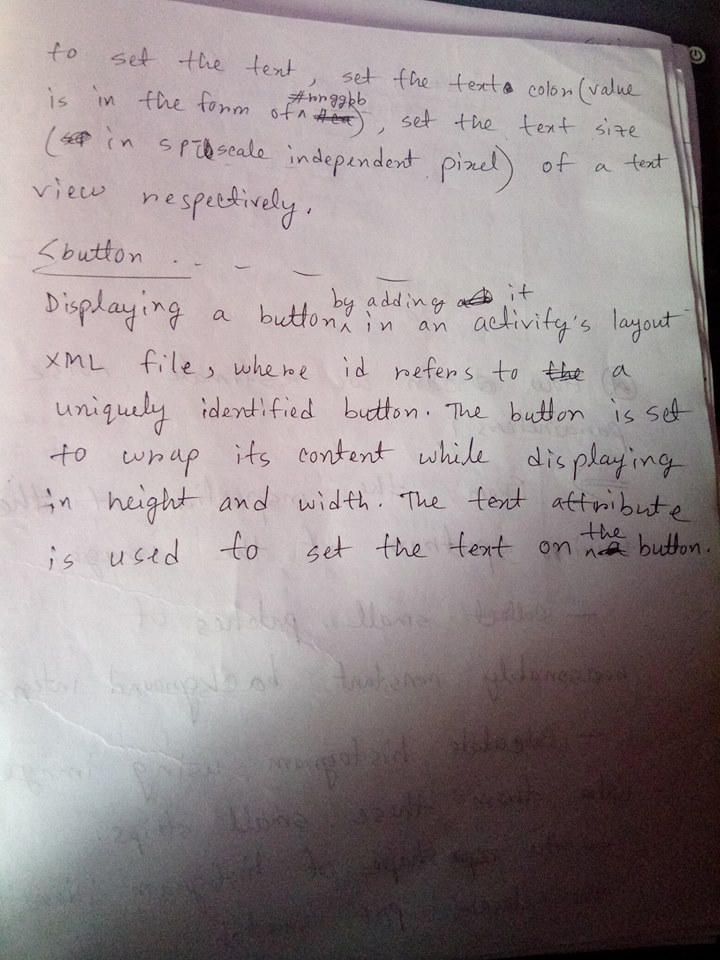 to set the text, set the text color (value
is in the form of #rrggbb), set the text size
(in sp scale independent pixel) of a text
view respectively.
<button . . - - - -
Displaying a button, by adding it in an activity's layout
XML file, where id refers to a
uniquely identified button. The button is set
to wrap its content while displaying
in height and width. The text attribute
is used to set the text on the button.